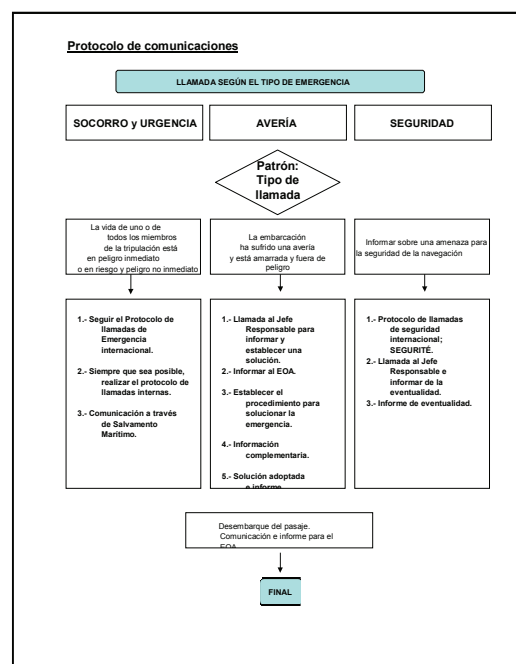 Protocolo de comunicaciones
LLAMADA SEGÚN EL TIPO DE EMERGENCIA
SOCORRO y URGENCIA
AVERÍA
SEGURIDAD
Patrón:
Tipo de
llamada
La vida de uno o de
todos los miembros
de la tripulación está
en peligro inmediato
o en riesgo y peligro no inmediato
La embarcación
ha sufrido una avería
y está amarrada y fuera de
peligro
Informar sobre una amenaza para
la seguridad de la navegación
1.- Seguir el Protocolo de
llamadas de
Emergencia
internacional.
2.- Siempre que sea posible,
realizar el protocolo de
llamadas internas.
3.- Comunicación a través
de Salvamento
Marítimo.
1.- Llamada al Jefe
Responsable para
informar y
establecer una
solución.
2.- Informar al EOA.
3.- Establecer el
procedimiento para
solucionar la
emergencia.
4.- Información
complementaria.
5.- Solución adoptada
e informe
1.- Protocolo de llamadas
de seguridad
internacional;
SEGURITÉ.
2.- Llamada al Jefe
Responsable e
informar de la
eventualidad.
3.- Informe de eventualidad.
Desembarque del pasaje.
Comunicación e informe para el
EOA
FINAL